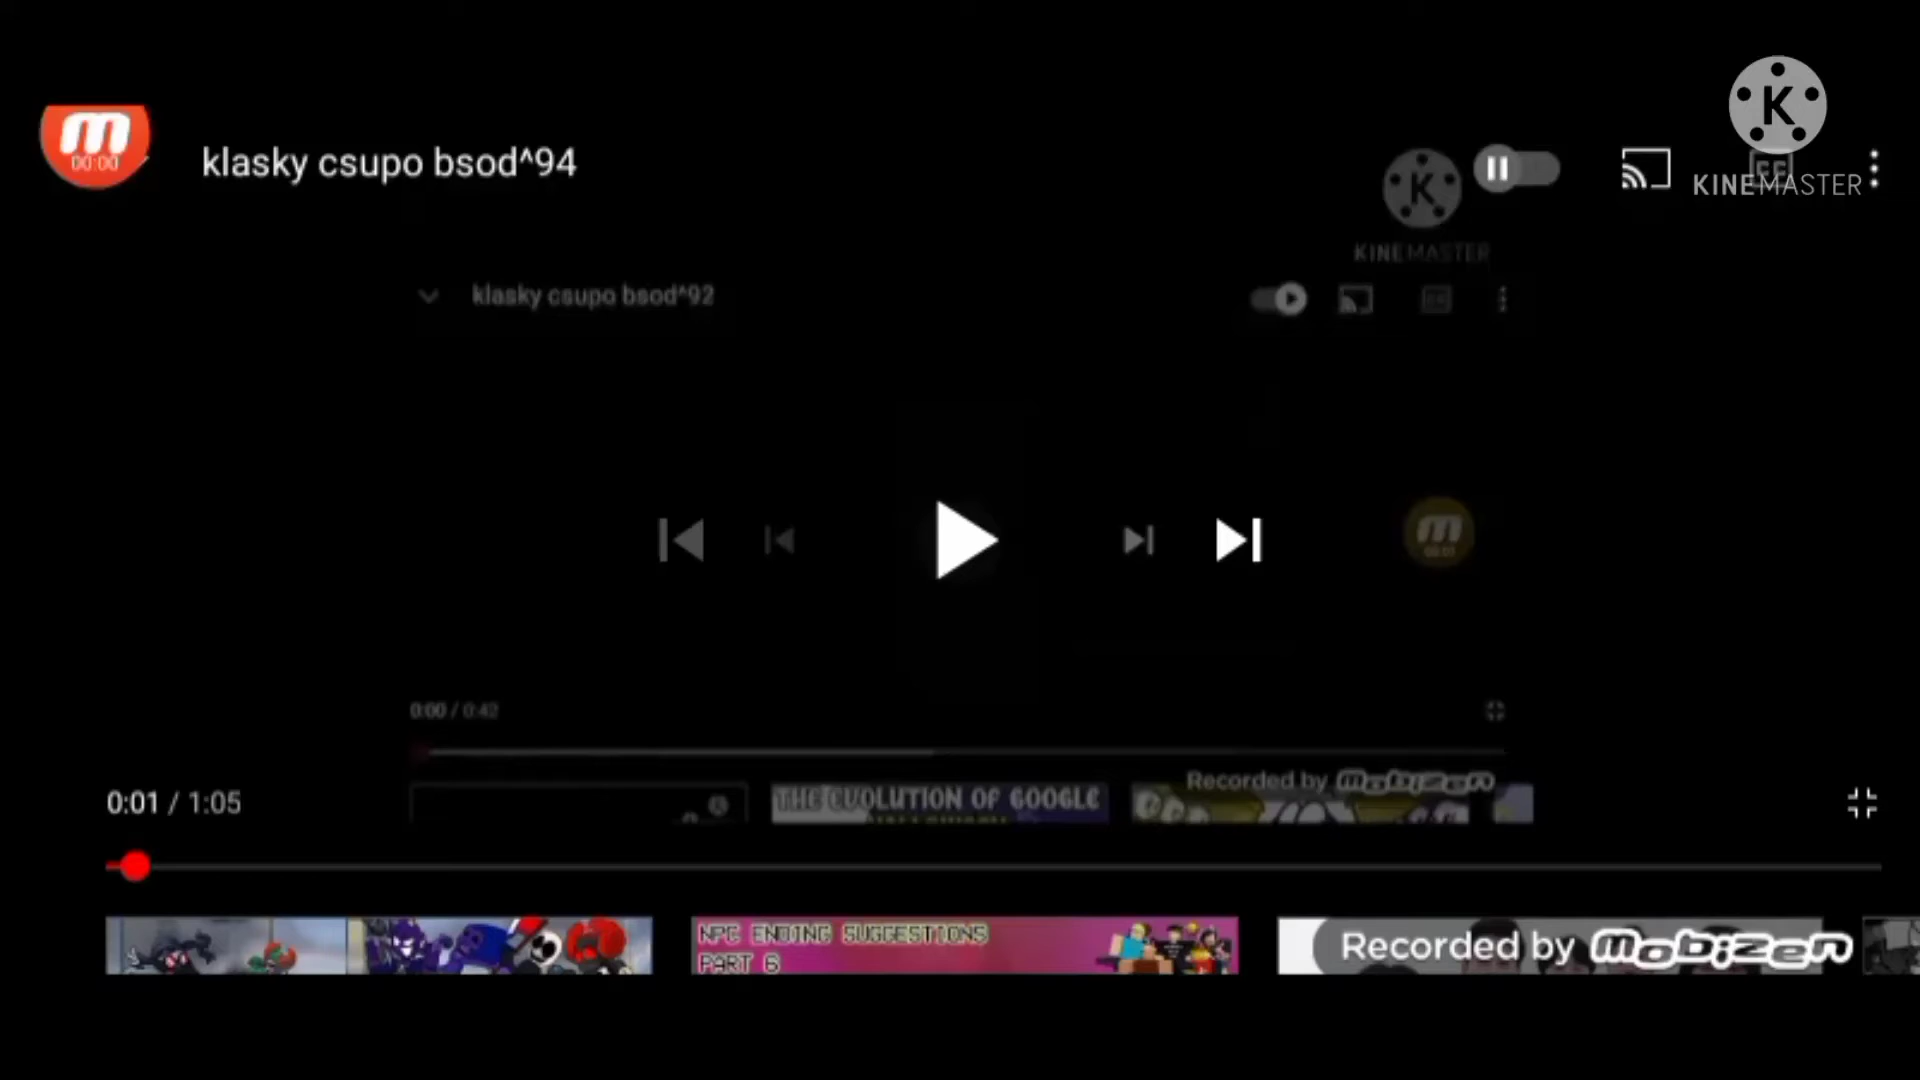 m
00:00
klasky csupo bsod^94
K
KINEMASTER
CC
K
KINEMASTER
klasky csupo bsod^92
m
0:00 / 0:42
Recorded by mobizen
THE EVOLUTION OF GOOGLE
0:01 / 1:05
NPC ENDING SUGGESTIONS
PART 6
Recorded by mobizen